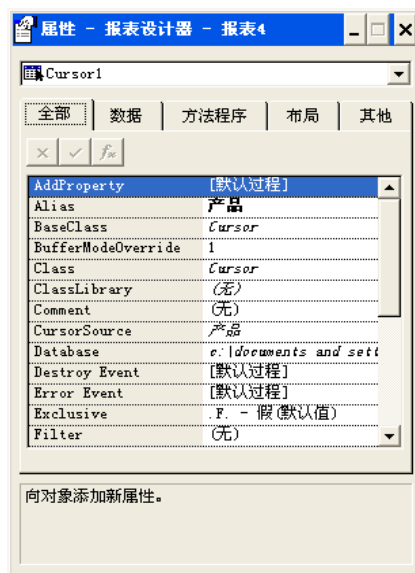 属性 - 报表设计器 - 报表4
Cursor1
全部 数据 方法程序 布局 其他
AddProperty [默认过程]
Alias 产品
BaseClass Cursor
BufferModeOverride 1
Class Cursor
ClassLibrary (无)
Comment (无)
CursorSource 产品
Database c:\documents and sett
Destroy Event [默认过程]
Error Event [默认过程]
Exclusive .F. - 假(默认值)
Filter (无)
向对象添加新属性。